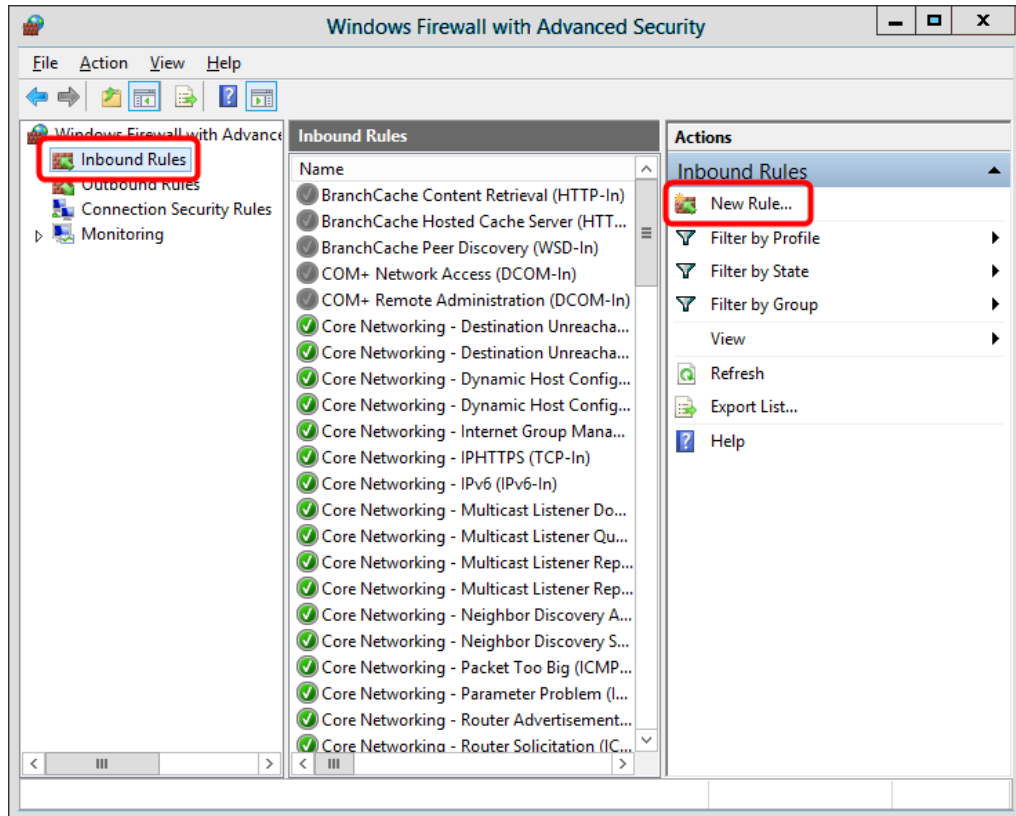 Windows Firewall with Advanced Security
File Action View Help
Windows Firewall with Advance
Inbound Rules
Outbound Rules
Connection Security Rules
Monitoring
Inbound Rules
Name
BranchCache Content Retrieval (HTTP-In)
BranchCache Hosted Cache Server (HTT...
BranchCache Peer Discovery (WSD-In)
COM+ Network Access (DCOM-In)
COM+ Remote Administration (DCOM-In)
Core Networking - Destination Unreacha...
Core Networking - Destination Unreacha...
Core Networking - Dynamic Host Config...
Core Networking - Dynamic Host Config...
Core Networking - Internet Group Mana...
Core Networking - IPHTTPS (TCP-In)
Core Networking - IPv6 (IPv6-In)
Core Networking - Multicast Listener Do...
Core Networking - Multicast Listener Qu...
Core Networking - Multicast Listener Rep...
Core Networking - Multicast Listener Rep...
Core Networking - Neighbor Discovery A...
Core Networking - Neighbor Discovery S...
Core Networking - Packet Too Big (ICMP...
Core Networking - Parameter Problem (I...
Core Networking - Router Advertisement...
Core Networking - Router Solicitation (IC...
Actions
Inbound Rules
New Rule...
Filter by Profile
Filter by State
Filter by Group
View
Refresh
Export List...
Help